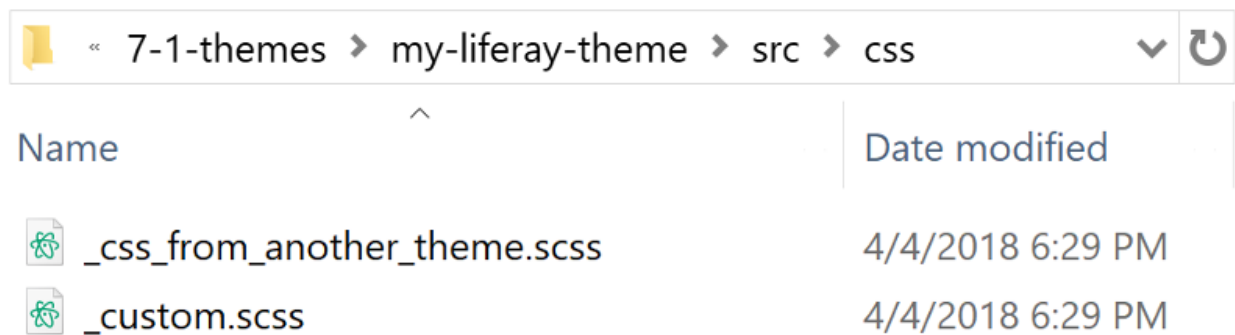 « 7-1-themes > my-liferay-theme > src > css
Name Date modified
_css_from_another_theme.scss 4/4/2018 6:29 PM
_custom.scss 4/4/2018 6:29 PM